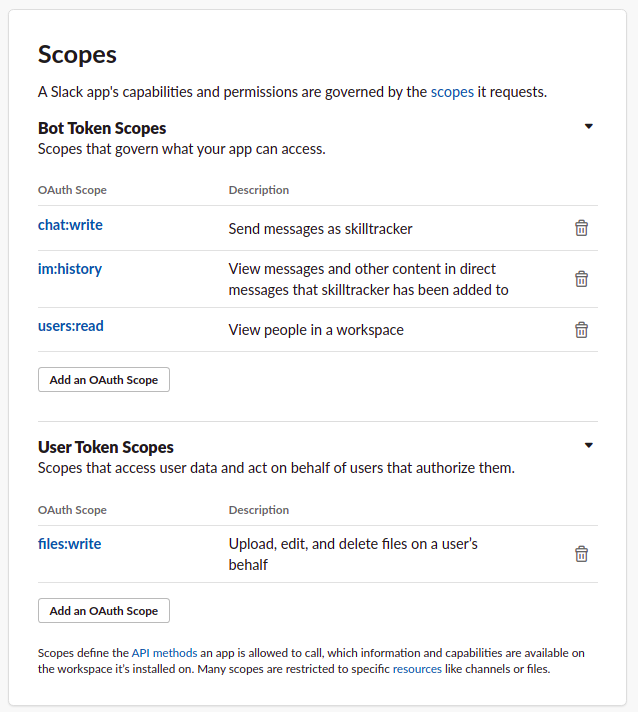 Scopes
A Slack app's capabilities and permissions are governed by the scopes it requests.
Bot Token Scopes
Scopes that govern what your app can access.
OAuth Scope Description
chat:write Send messages as skilltracker
im:history View messages and other content in direct
messages that skilltracker has been added to
users:read View people in a workspace
Add an OAuth Scope
User Token Scopes
Scopes that access user data and act on behalf of users that authorize them.
OAuth Scope Description
files:write Upload, edit, and delete files on a user’s
behalf
Add an OAuth Scope
Scopes define the API methods an app is allowed to call, which information and capabilities are available on
the workspace it’s installed on. Many scopes are restricted to specific resources like channels or files.